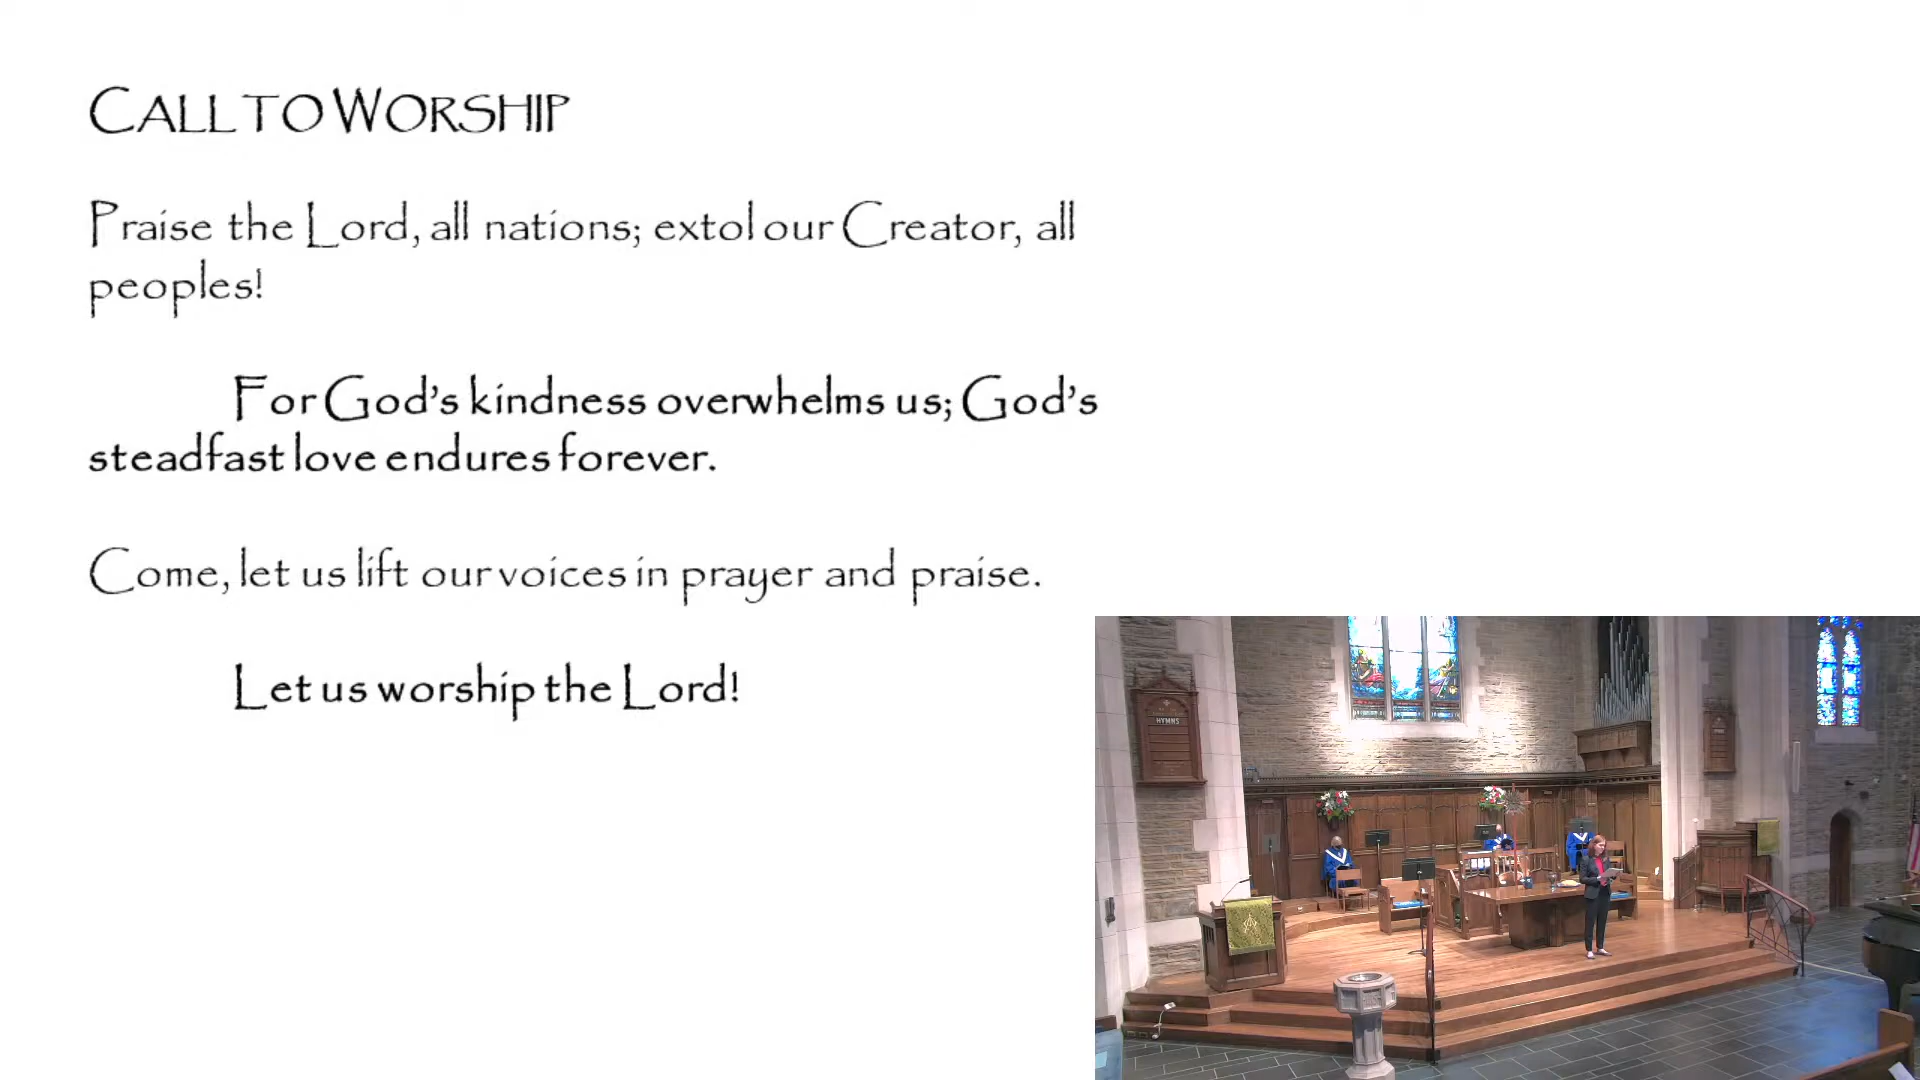 CALL TO WORSHIP
Praise the Lord, all nations; extol our Creator, all
peoples!
For God's kindness overwhelms us; God's
steadfast love endures forever.
Come, let us lift our voices in prayer and praise.
Let us worship the Lord!
HYMNS